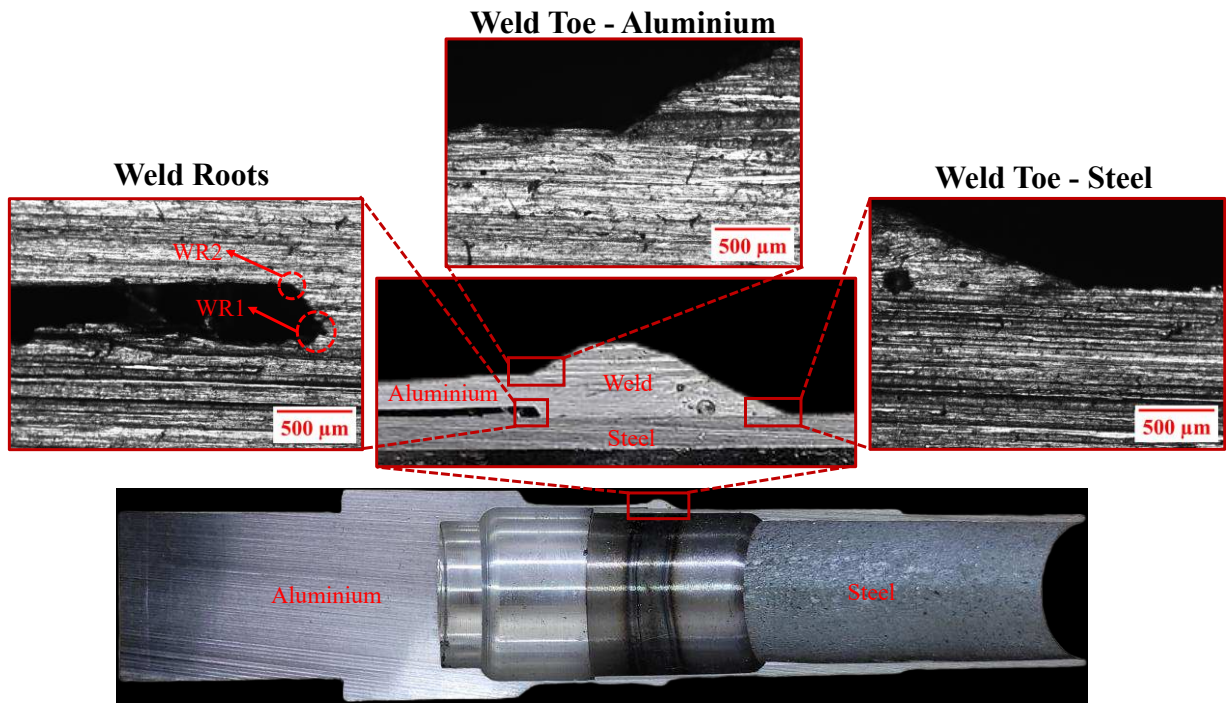 Weld Toe - Aluminium
500 µm
Weld Roots
WR2
WR1
500 µm
Weld Toe - Steel
500 µm
Aluminium
Weld
Steel
Aluminium
Steel